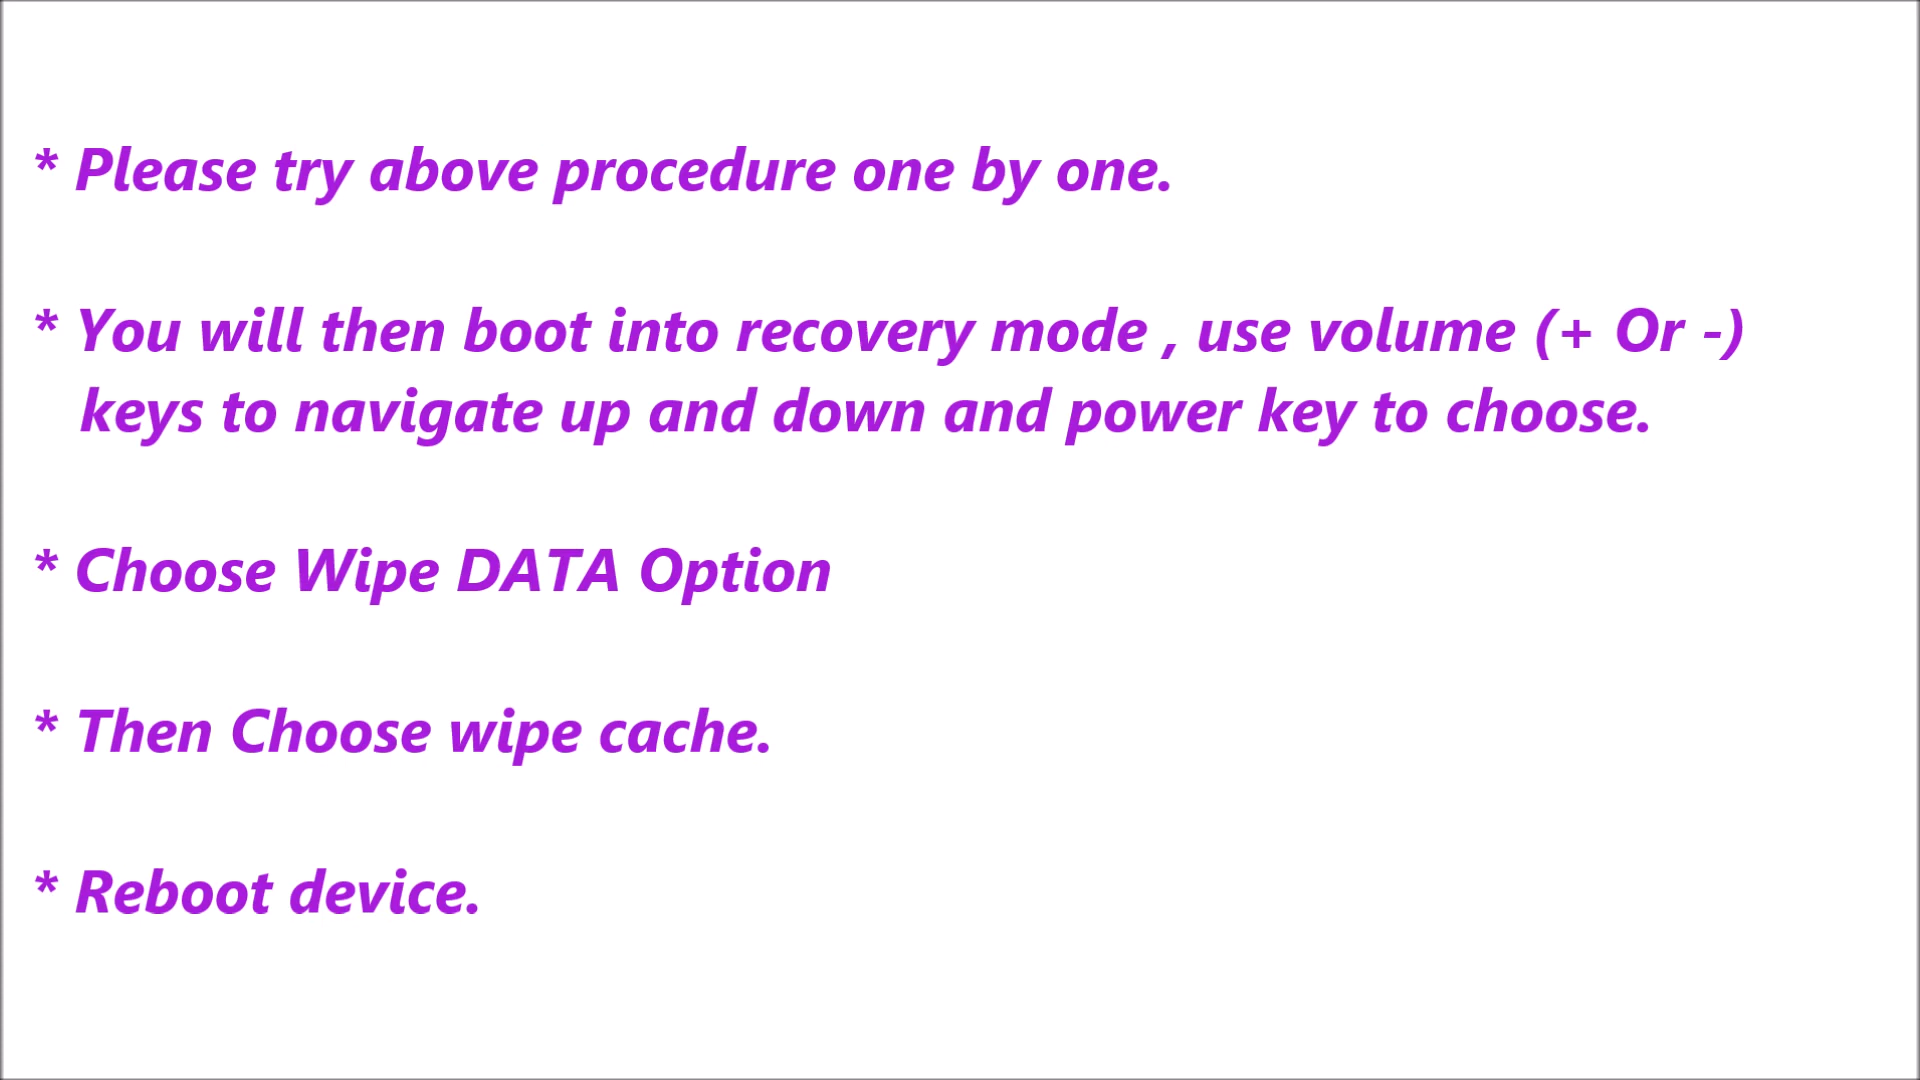 * Please try above procedure one by one.
* You will then boot into recovery mode , use volume (+ Or -)
keys to navigate up and down and power key to choose.
* Choose Wipe DATA Option
* Then Choose wipe cache.
* Reboot device.